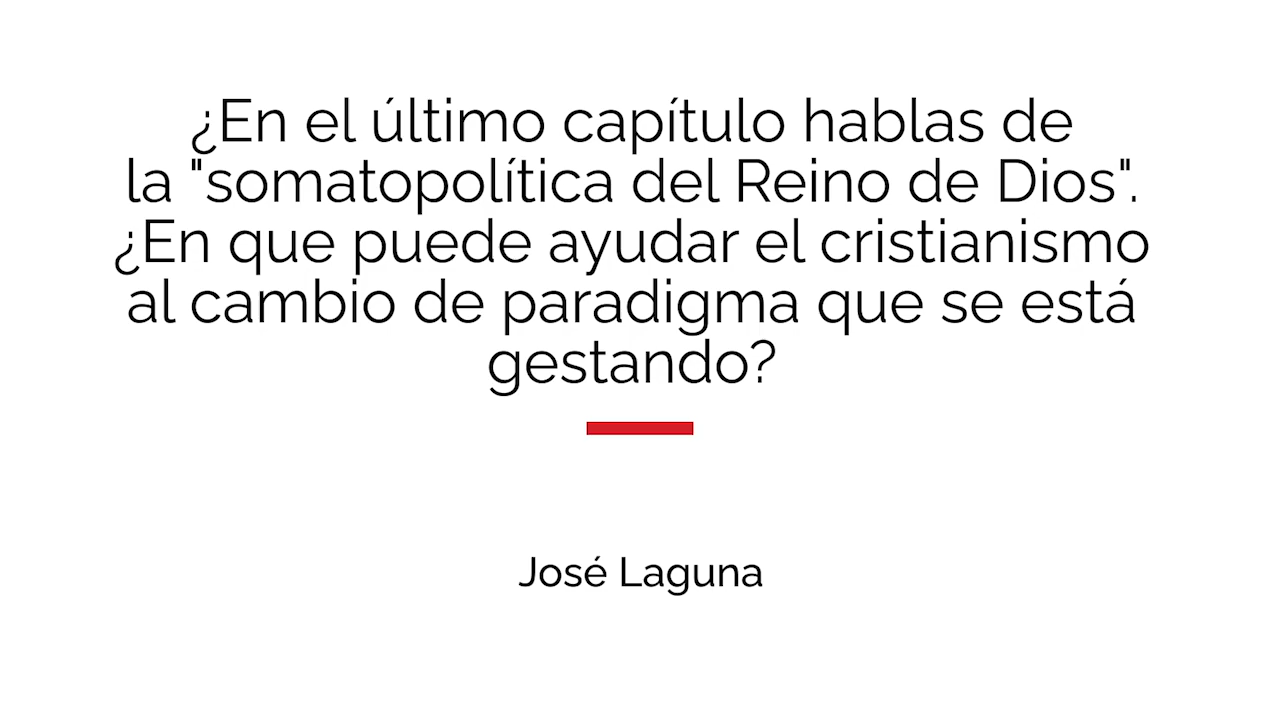 ¿En el último capítulo hablas de
la "somatopolítica del Reino de Dios".
¿En que puede ayudar el cristianismo
al cambio de paradigma que se está
gestando?
José Laguna